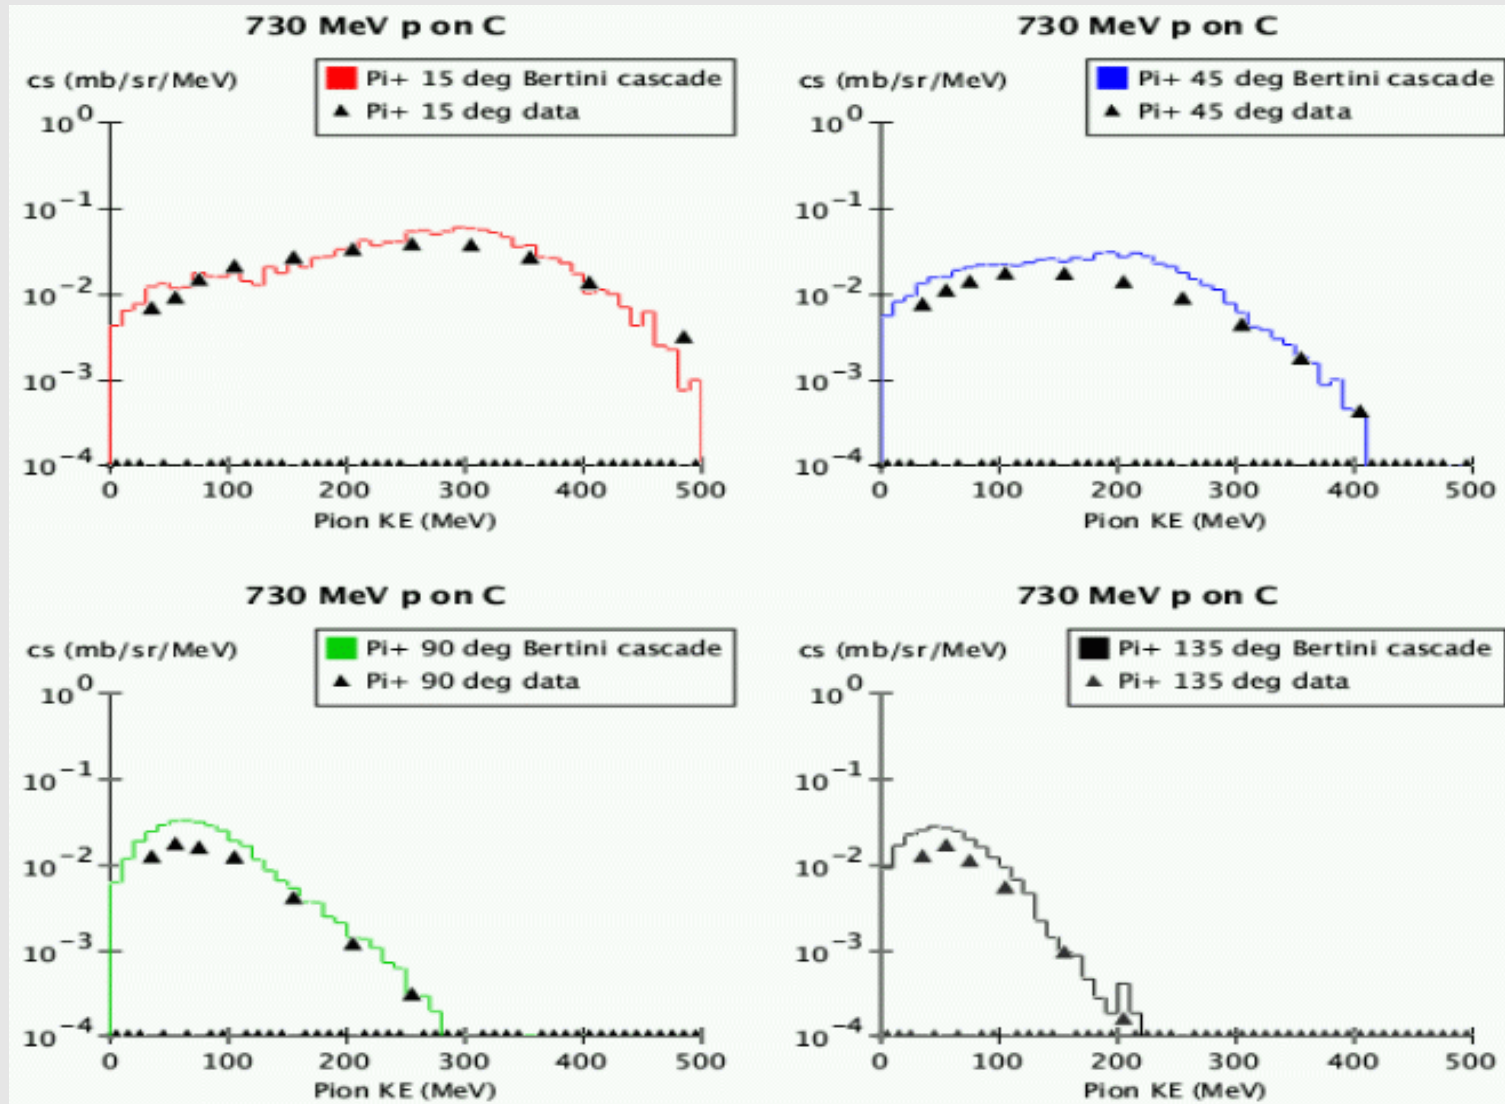 730 MeV p on C
cs (mb/sr/MeV)
Pi+ 15 deg Bertini cascade
Pi+ 15 deg data
10^0
10^-1
10^-2
10^-3
10^-4
0 100 200 300 400 500
Pion KE (MeV)
730 MeV p on C
cs (mb/sr/MeV)
Pi+ 45 deg Bertini cascade
Pi+ 45 deg data
10^0
10^-1
10^-2
10^-3
10^-4
0 100 200 300 400 500
Pion KE (MeV)
730 MeV p on C
cs (mb/sr/MeV)
Pi+ 90 deg Bertini cascade
Pi+ 90 deg data
10^0
10^-1
10^-2
10^-3
10^-4
0 100 200 300 400 500
Pion KE (MeV)
730 MeV p on C
cs (mb/sr/MeV)
Pi+ 135 deg Bertini cascade
Pi+ 135 deg data
10^0
10^-1
10^-2
10^-3
10^-4
0 100 200 300 400 500
Pion KE (MeV)